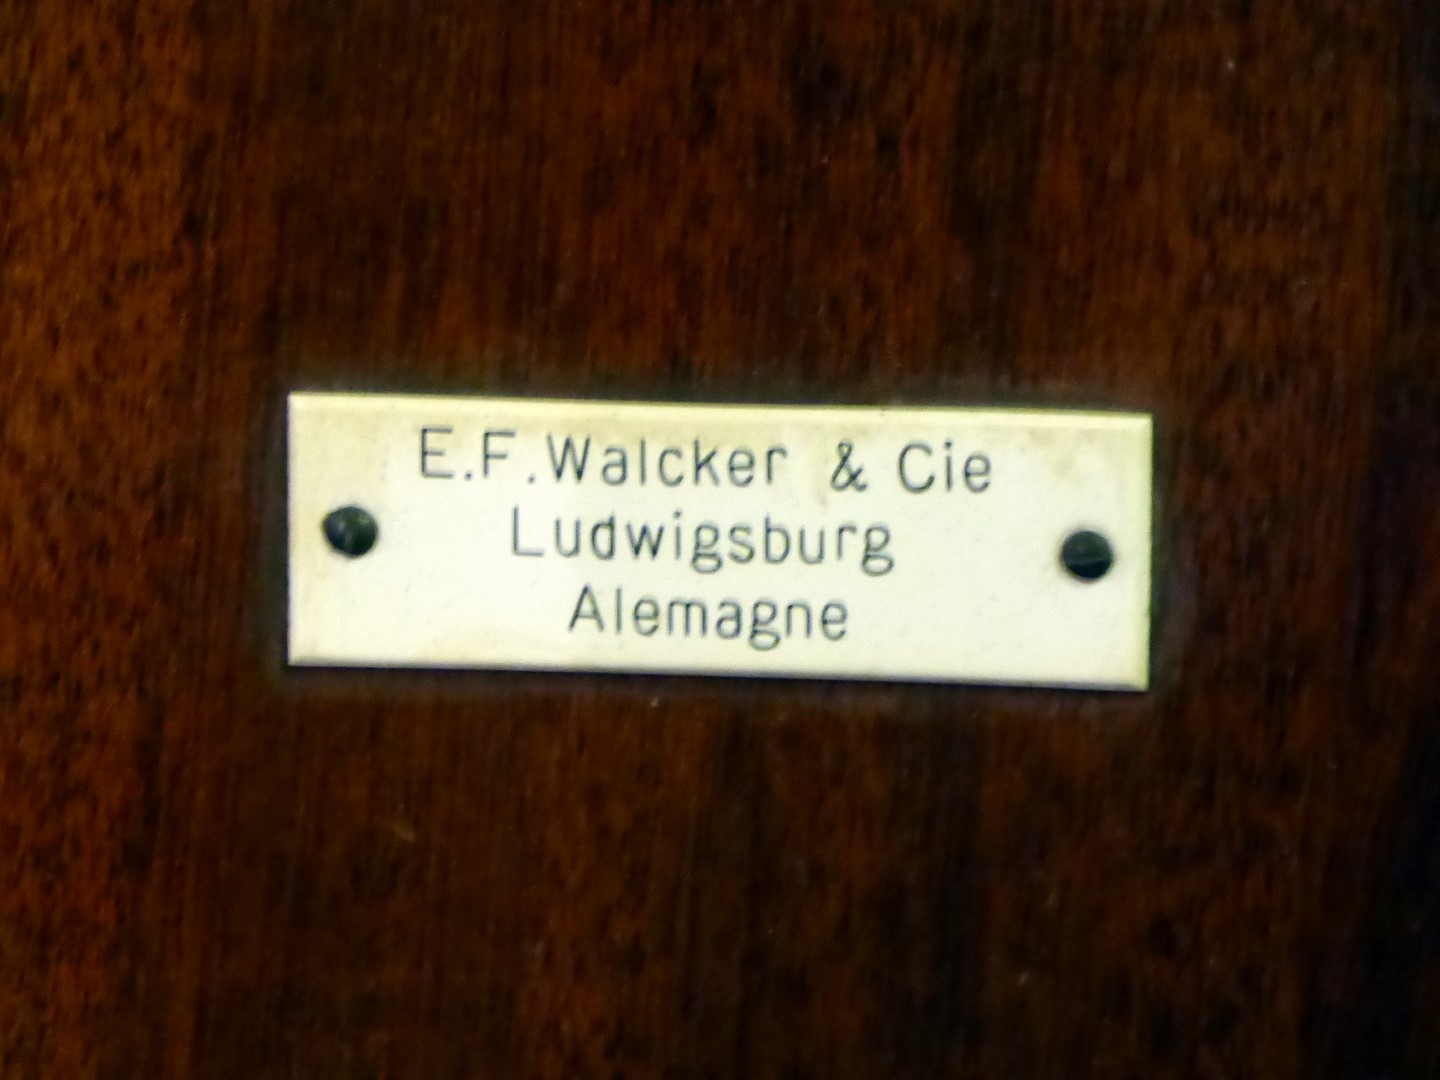 E.F.Walcker & Cie
Ludwigsburg
Alemagne